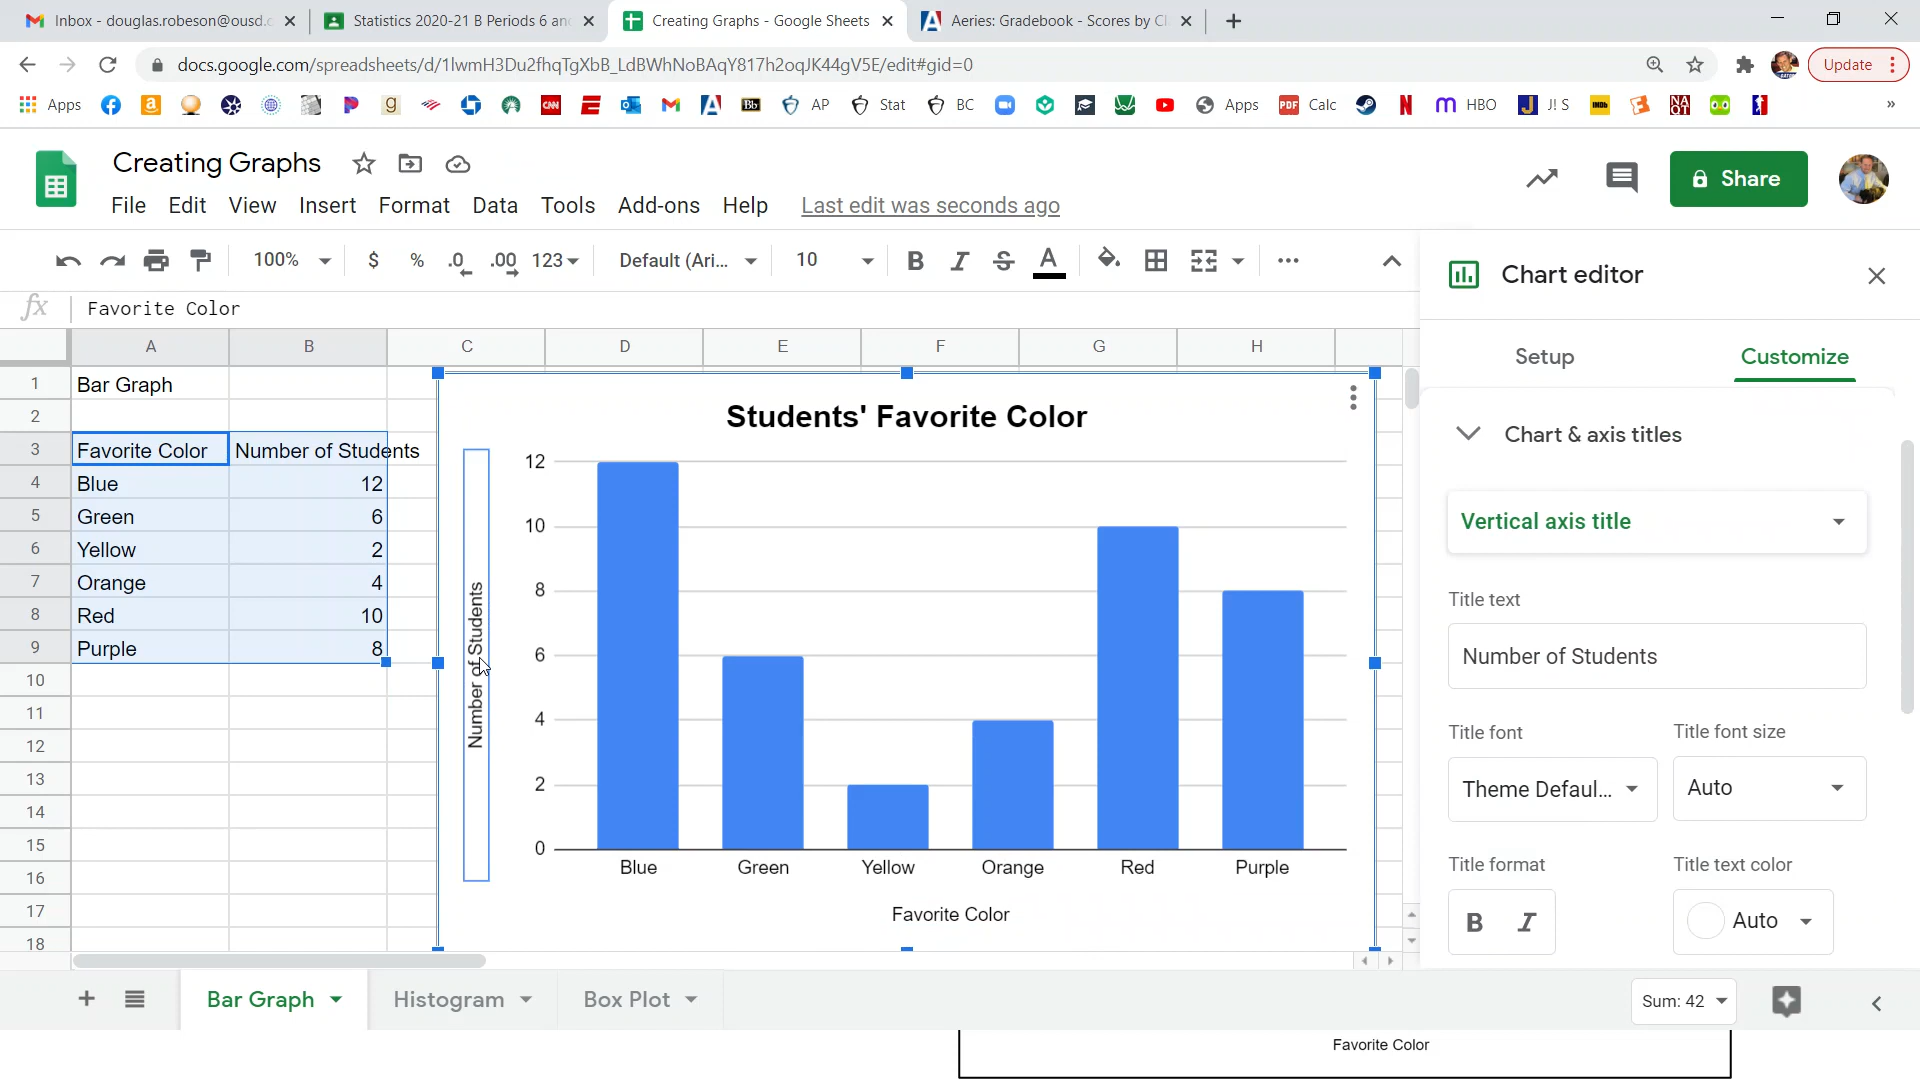 Inbox - douglas.robeson@ousd.c
Statistics 2020-21 B Periods 6 an
Creating Graphs - Google Sheets
Aeries: Gradebook - Scores by Cl
docs.google.com/spreadsheets/d/1lwmH3Du2fhqTgXbB_LdBWhNoBAqY817h2oqJK44gV5E/edit#gid=0
Update
Apps
CNN
Bb
AP
Stat
BC
Apps
PDF Calc
HBO
J! S
IMDb
NAQT
»
Creating Graphs
File Edit View Insert Format Data Tools Add-ons Help Last edit was seconds ago
Share
100% $ % .0 .00 123 Default (Ari... 10 B I S A
fx Favorite Color
A B C D E F G H
1 Bar Graph
2
3 Favorite Color Number of Students
4 Blue 12
5 Green 6
6 Yellow 2
7 Orange 4
8 Red 10
9 Purple 8
10
11
12
13
14
15
16
17
18
Students' Favorite Color
Number of Students
12
10
8
6
4
2
0
Blue Green Yellow Orange Red Purple
Favorite Color
Chart editor
Setup Customize
Chart & axis titles
Vertical axis title
Title text
Number of Students
Title font Title font size
Theme Defaul... Auto
Title format Title text color
B I Auto
Bar Graph Histogram Box Plot
Sum: 42
Favorite Color